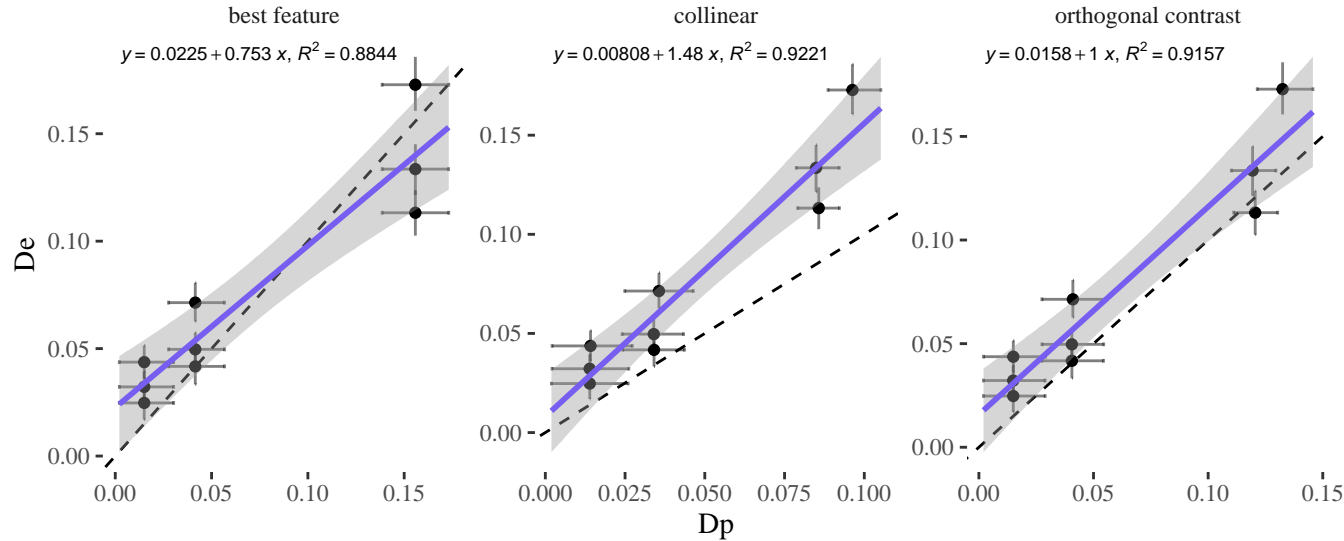 best feature
collinear
orthogonal contrast
y = 0.0225 + 0.753 x, R² = 0.8844
y = 0.00808 + 1.48 x, R² = 0.9221
y = 0.0158 + 1 x, R² = 0.9157
De
0.15
0.10
0.05
0.00
0.15
0.10
0.05
0.00
0.15
0.10
0.05
0.00
0.00 0.05 0.10 0.15
0.000 0.025 0.050 0.075 0.100
0.00 0.05 0.10 0.15
Dp